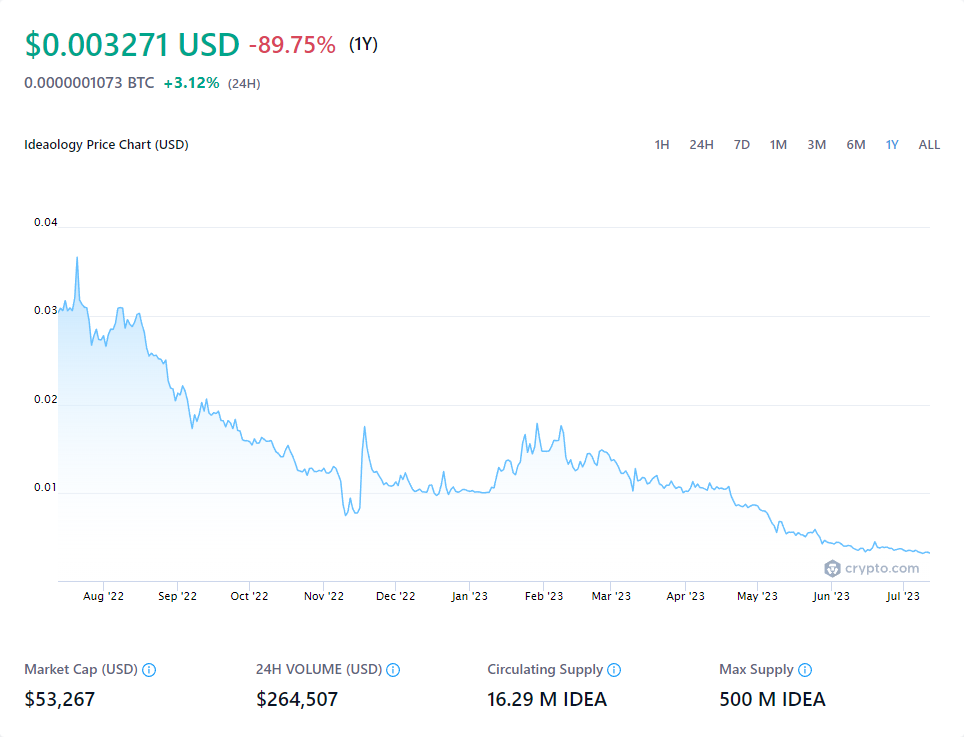 $0.003271 USD -89.75% (1Y)
0.0000001073 BTC +3.12% (24H)
Ideaology Price Chart (USD) 1H 24H 7D 1M 3M 6M 1Y ALL
0.04
0.03
0.02
0.01
crypto.com
Aug '22 Sep '22 Oct '22 Nov '22 Dec '22 Jan '23 Feb '23 Mar '23 Apr '23 May '23 Jun '23 Jul '23
Market Cap (USD) 24H VOLUME (USD) Circulating Supply Max Supply
$53,267 $264,507 16.29 M IDEA 500 M IDEA